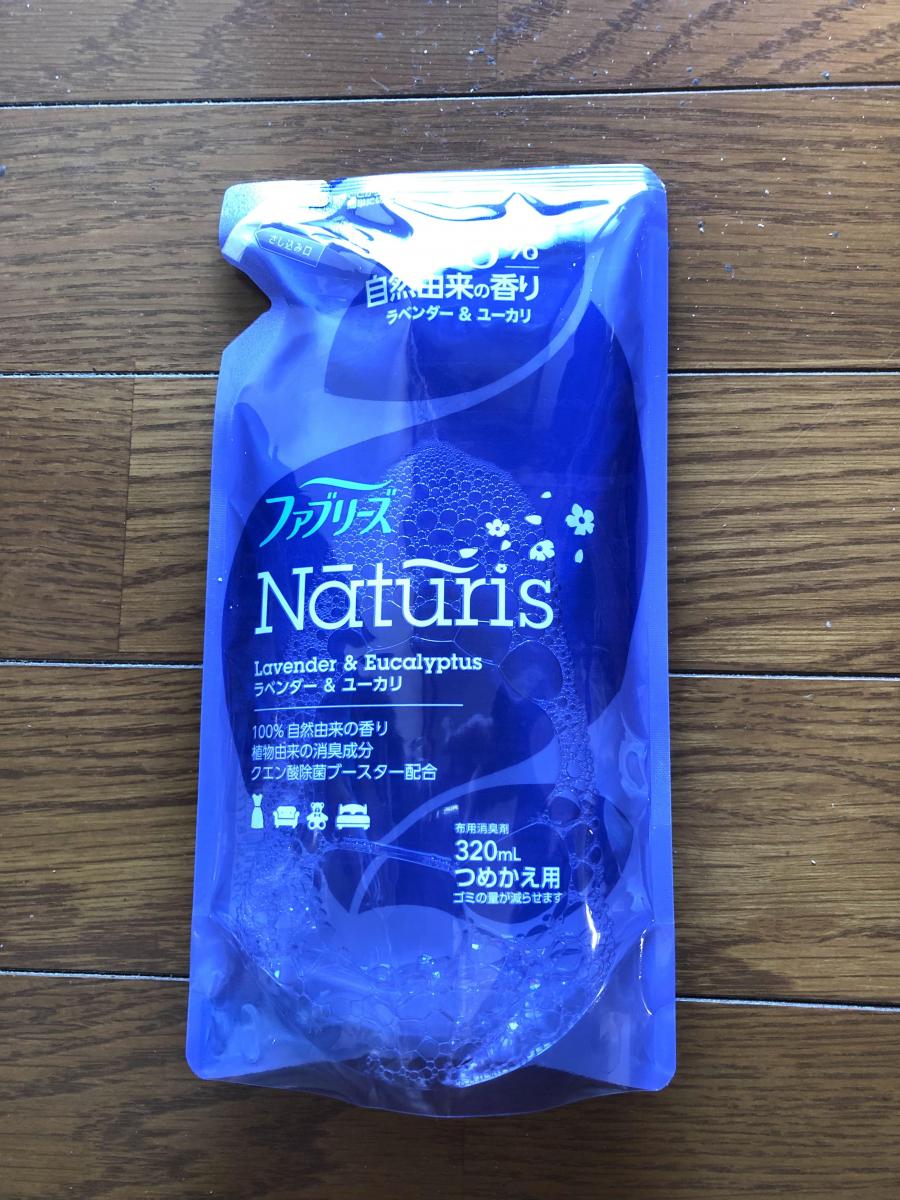 さし込み口
自然由来の香り
ラベンダー & ユーカリ
ファブリーズ
Nāturis
Lavender & Eucalyptus
ラベンダー & ユーカリ
100% 自然由来の香り
植物由来の消臭成分
クエン酸除菌ブースター配合
布用消臭剤
320mL
つめかえ用
ゴミの量が減らせます